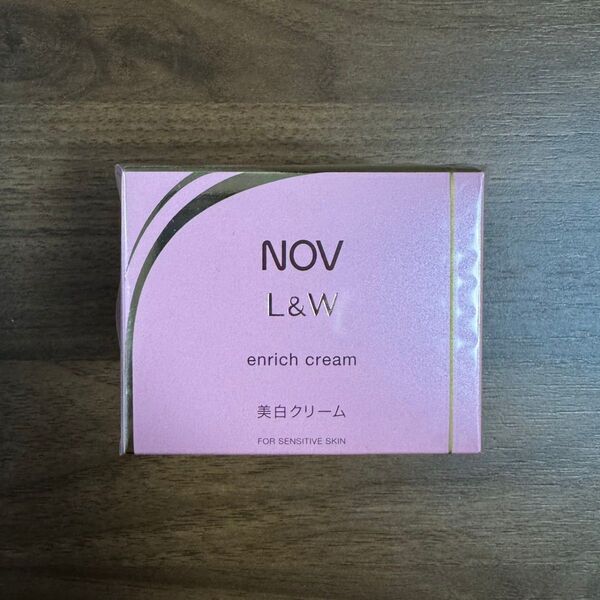 NOV
L&W
enrich cream
美白クリーム
FOR SENSITIVE SKIN